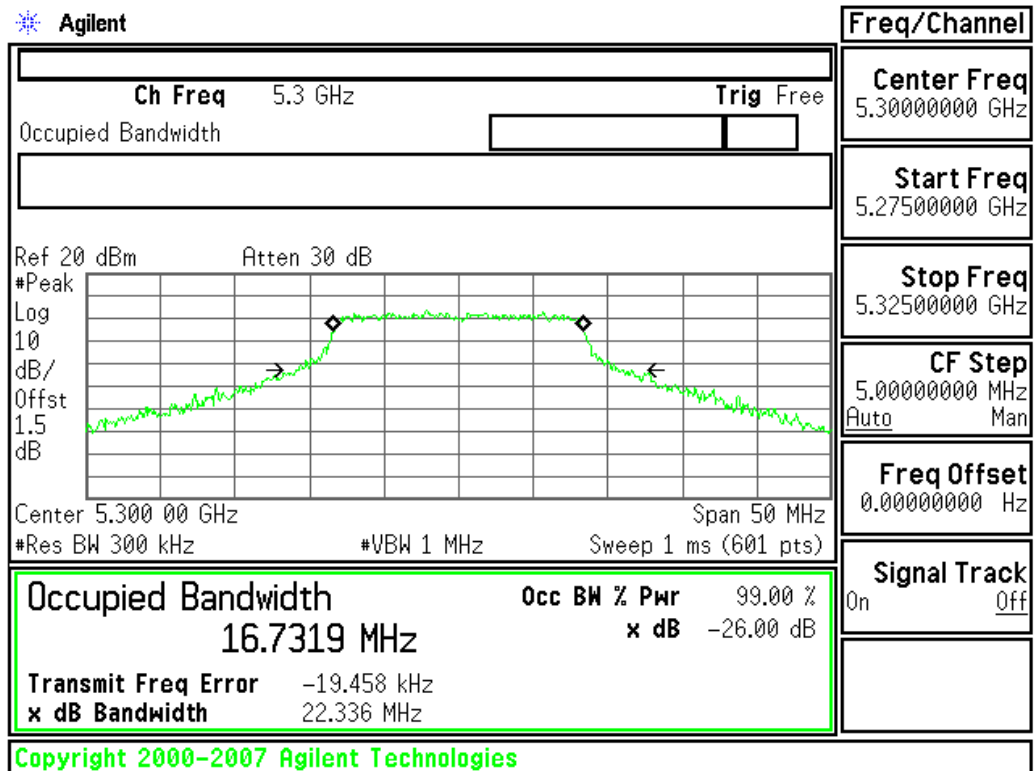 Agilent
Freq/Channel
Ch Freq 5.3 GHz Trig Free
Occupied Bandwidth
Center Freq
5.30000000 GHz
Start Freq
5.27500000 GHz
Stop Freq
5.32500000 GHz
CF Step
5.00000000 MHz
Auto Man
Freq Offset
0.00000000 Hz
Signal Track
On Off
Ref 20 dBm Atten 30 dB
#Peak
Log
10
dB/
Offst
1.5
dB
Center 5.300 00 GHz Span 50 MHz
#Res BW 300 kHz #VBW 1 MHz Sweep 1 ms (601 pts)
Occupied Bandwidth
16.7319 MHz
Occ BW % Pwr 99.00 %
x dB -26.00 dB
Transmit Freq Error -19.458 kHz
x dB Bandwidth 22.336 MHz
Copyright 2000-2007 Agilent Technologies